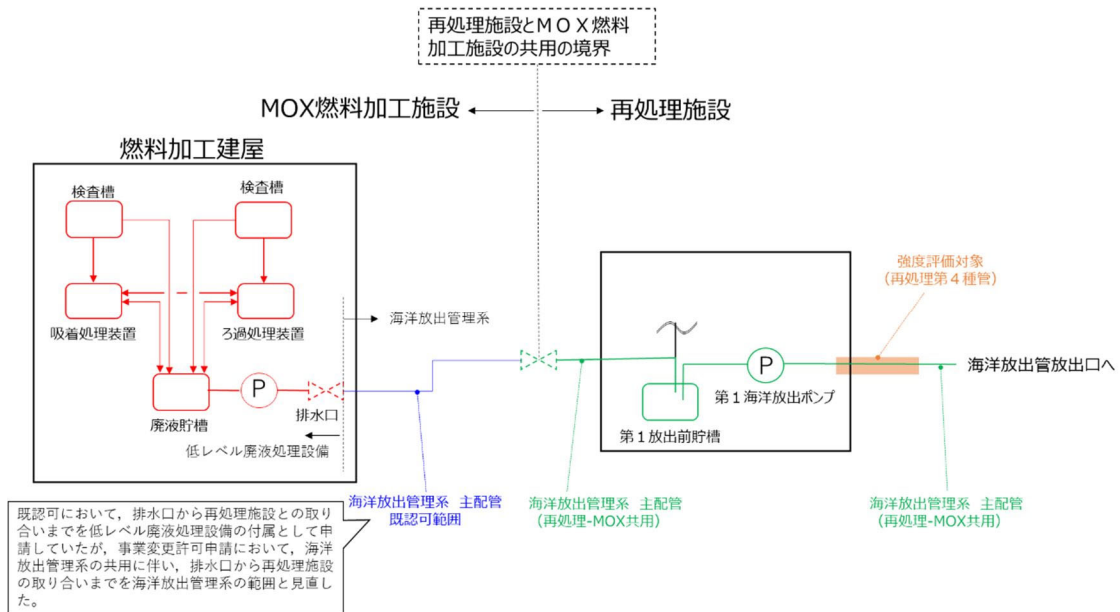 再処理施設とＭＯＸ燃料
加工施設の共用の境界
MOX燃料加工施設
再処理施設
燃料加工建屋
検査槽
検査槽
吸着処理装置
ろ過処理装置
海洋放出管理系
P
廃液貯槽
排水口
低レベル廃液処理設備
強度評価対象
（再処理第４種管）
P
海洋放出管放出口へ
第１海洋放出ポンプ
第１放出前貯槽
海洋放出管理系 主配管
既認可範囲
海洋放出管理系 主配管
（再処理-MOX共用）
海洋放出管理系 主配管
（再処理-MOX共用）
既認可において，排水口から再処理施設との取り
合いまでを低レベル廃液処理設備の付属として申
請していたが，事業変更許可申請において，海洋
放出管理系の共用に伴い，排水口から再処理施設
の取り合いまでを海洋放出管理系の範囲と見直し
た。